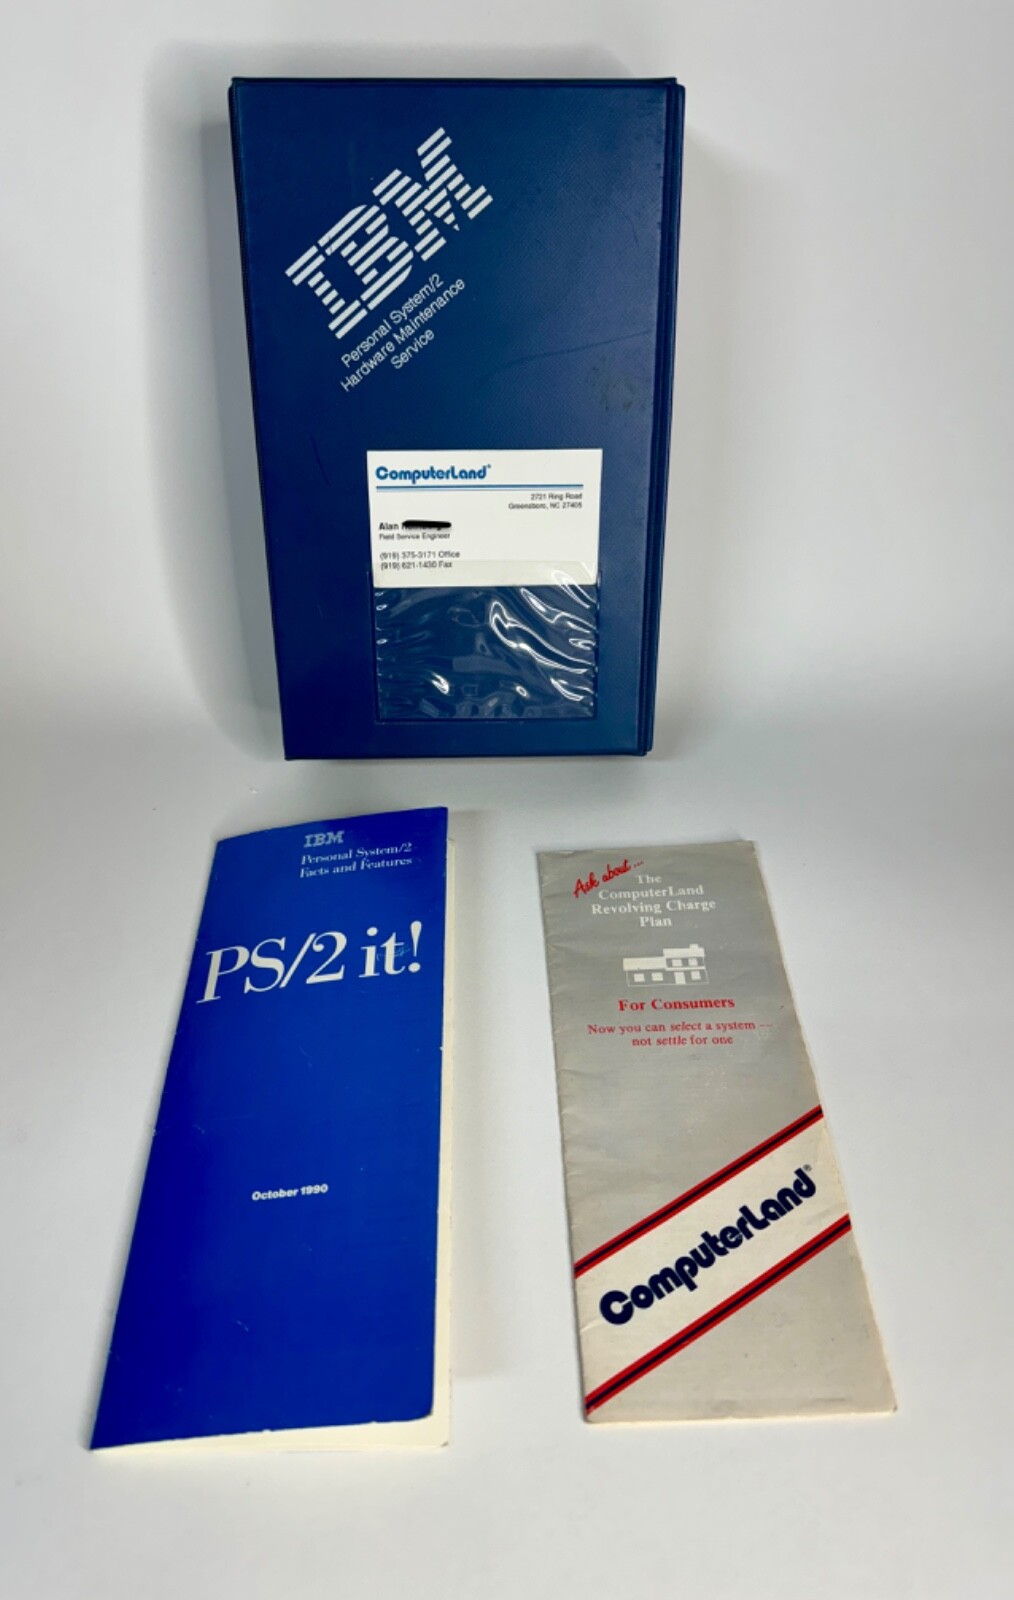 IBM
Personal System/2
Hardware Maintenance
Service
ComputerLand®
2721 Ring Road
Greensboro, NC 27405
Alan
Field Service Engineer
(919) 375-3171 Office
(919) 621-1430 Fax
IBM
Personal System/2
Facts and Features
PS/2 it!
October 1990
Ask about...
The
ComputerLand
Revolving Charge
Plan
For Consumers
Now you can select a system —
not settle for one
ComputerLand®